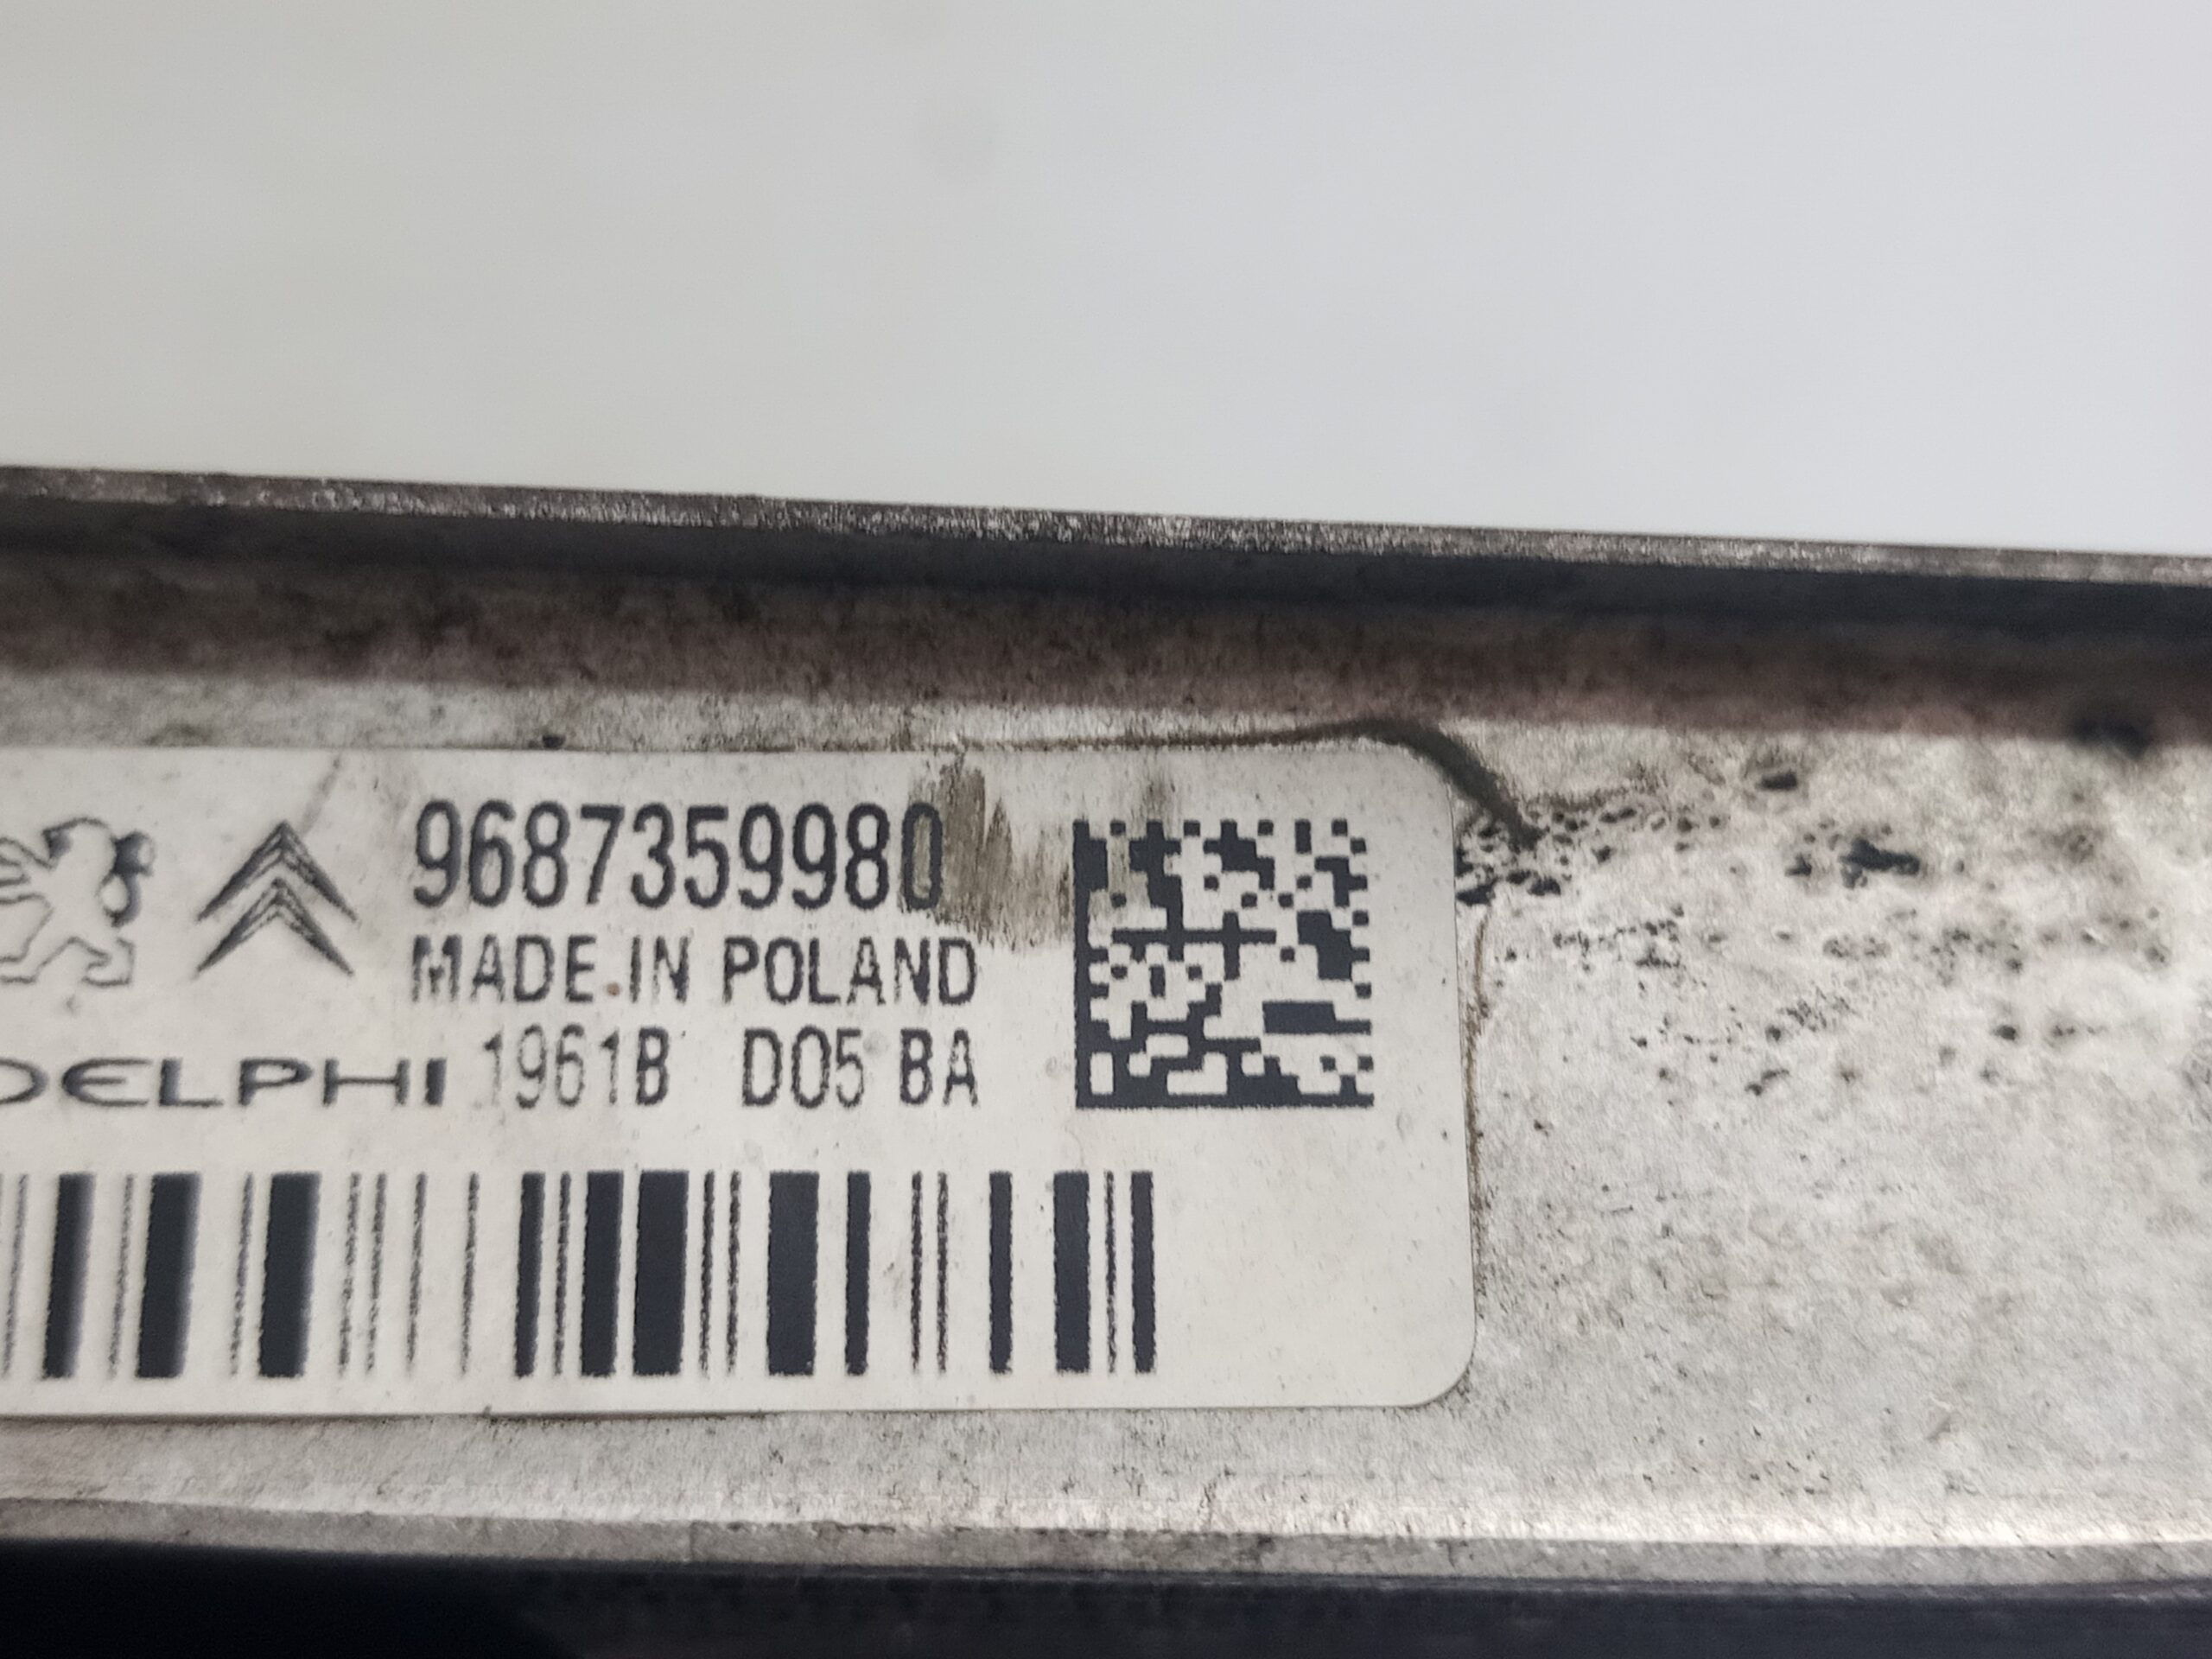 9687359980
MADE IN POLAND
DELPHI 1961B D05 BA